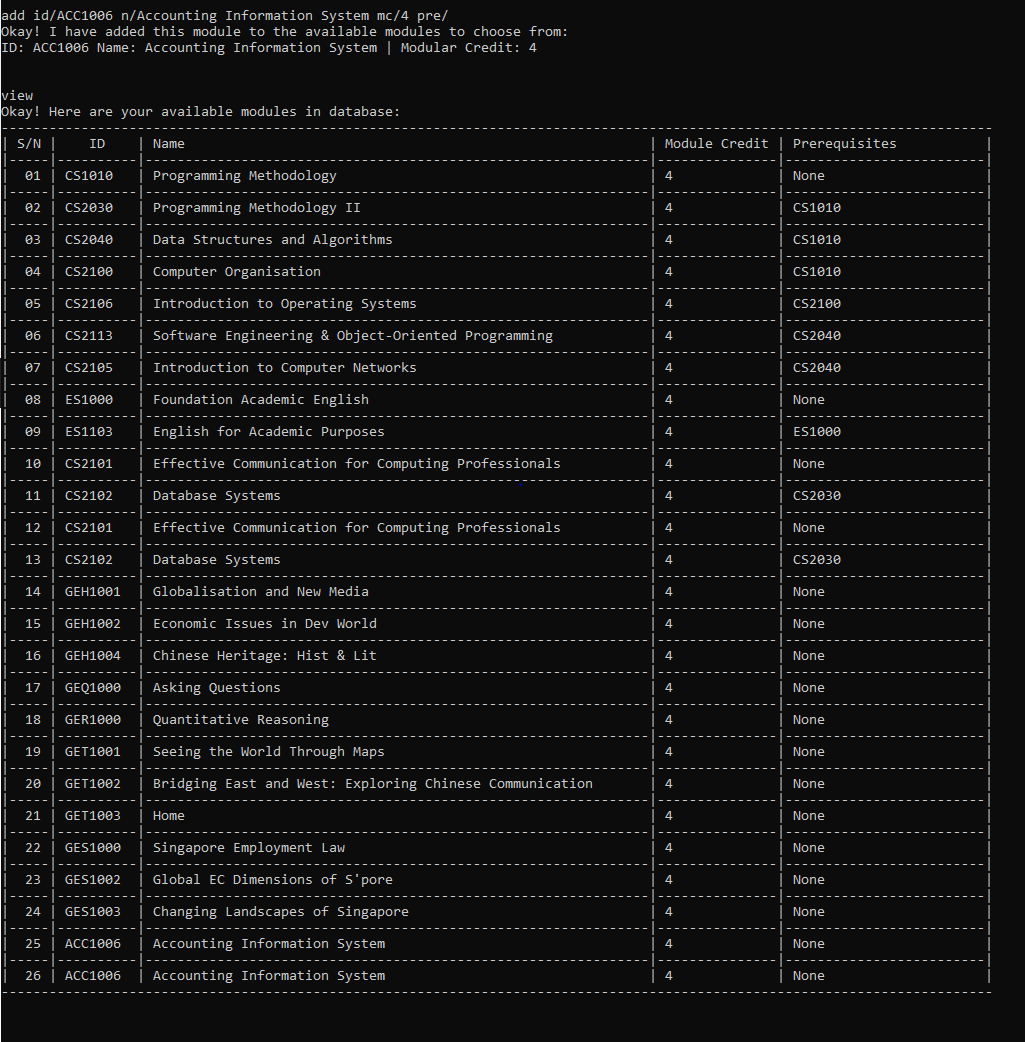 add id/ACC1006 n/Accounting Information System mc/4 pre/
Okay! I have added this module to the available modules to choose from:
ID: ACC1006 Name: Accounting Information System | Modular Credit: 4
view
Okay! Here are your available modules in database:
| S/N | ID | Name | Module Credit | Prerequisites |
| 01 | CS1010 | Programming Methodology | 4 | None |
| 02 | CS2030 | Programming Methodology II | 4 | CS1010 |
| 03 | CS2040 | Data Structures and Algorithms | 4 | CS1010 |
| 04 | CS2100 | Computer Organisation | 4 | CS1010 |
| 05 | CS2106 | Introduction to Operating Systems | 4 | CS2100 |
| 06 | CS2113 | Software Engineering & Object-Oriented Programming | 4 | CS2040 |
| 07 | CS2105 | Introduction to Computer Networks | 4 | CS2040 |
| 08 | ES1000 | Foundation Academic English | 4 | None |
| 09 | ES1103 | English for Academic Purposes | 4 | ES1000 |
| 10 | CS2101 | Effective Communication for Computing Professionals | 4 | None |
| 11 | CS2102 | Database Systems | 4 | CS2030 |
| 12 | CS2101 | Effective Communication for Computing Professionals | 4 | None |
| 13 | CS2102 | Database Systems | 4 | CS2030 |
| 14 | GEH1001 | Globalisation and New Media | 4 | None |
| 15 | GEH1002 | Economic Issues in Dev World | 4 | None |
| 16 | GEH1004 | Chinese Heritage: Hist & Lit | 4 | None |
| 17 | GEQ1000 | Asking Questions | 4 | None |
| 18 | GER1000 | Quantitative Reasoning | 4 | None |
| 19 | GET1001 | Seeing the World Through Maps | 4 | None |
| 20 | GET1002 | Bridging East and West: Exploring Chinese Communication | 4 | None |
| 21 | GET1003 | Home | 4 | None |
| 22 | GES1000 | Singapore Employment Law | 4 | None |
| 23 | GES1002 | Global EC Dimensions of S'pore | 4 | None |
| 24 | GES1003 | Changing Landscapes of Singapore | 4 | None |
| 25 | ACC1006 | Accounting Information System | 4 | None |
| 26 | ACC1006 | Accounting Information System | 4 | None |